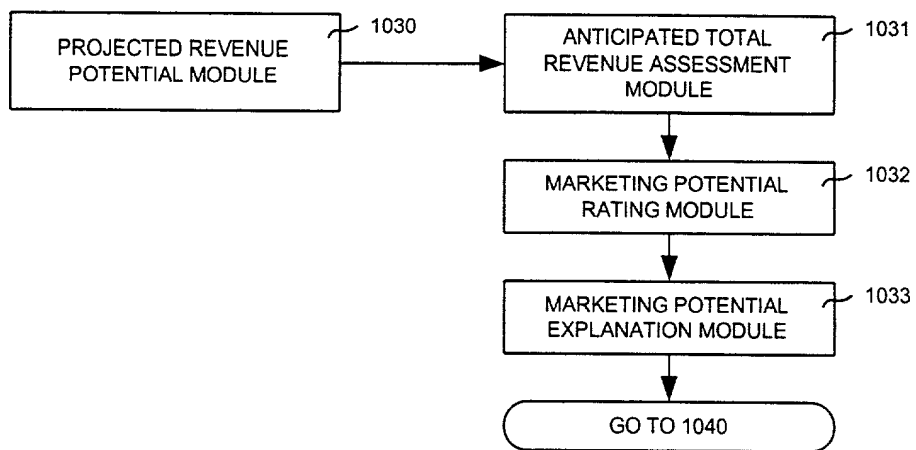 PROJECTED REVENUE
POTENTIAL MODULE
1030
ANTICIPATED TOTAL
REVENUE ASSESSMENT
MODULE
1031
MARKETING POTENTIAL
RATING MODULE
1032
MARKETING POTENTIAL
EXPLANATION MODULE
1033
GO TO 1040